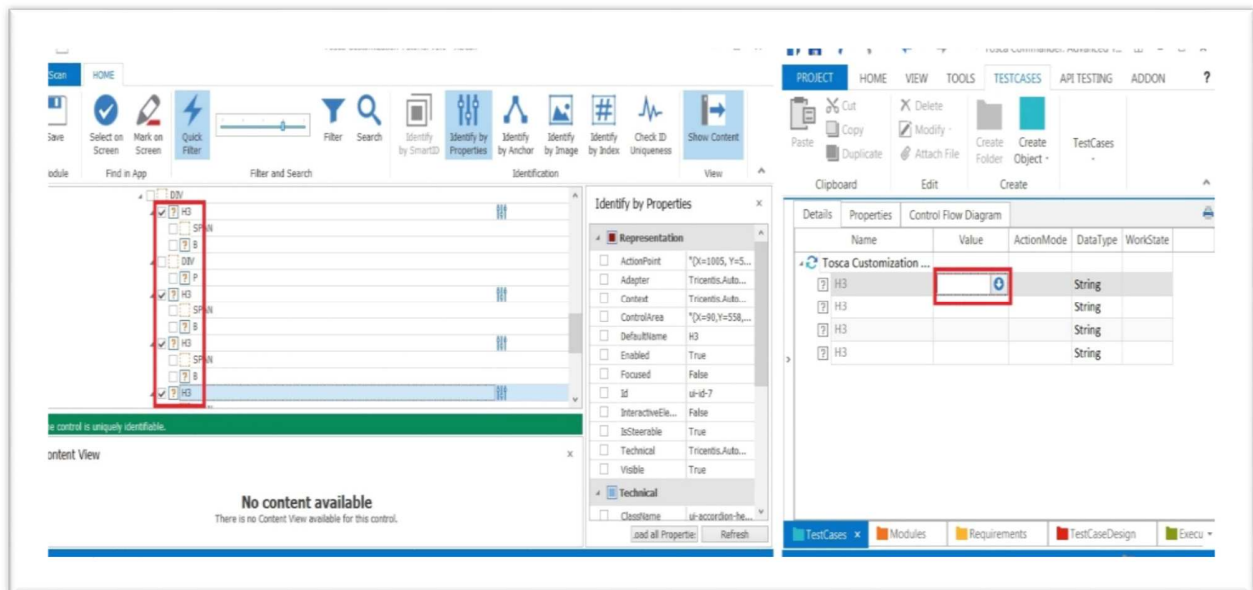 Scan HOME
Save
Select on Screen
Mark on Screen
Quick Filter
Filter
Search
Identify by SmartID
Identify by Properties
Identify by Anchor
Identify by Image
Identify by Index
Check ID Uniqueness
Show Content
Find in App
Filter and Search
Identification
View
DIV
H3
SPAN
B
DIV
P
H3
SPAN
B
H3
SPAN
B
H3
control is uniquely identifiable.
View
No content available
There is no Content View available for this control.
Identify by Properties
Representation
ActionPoint "{X=1005, Y=5...
Adapter Tricentis.Auto...
Context Tricentis.Auto...
ControlArea "{X=90,Y=558,...
DefaultName H3
Enabled True
Focused False
Id ui-id-7
InteractiveEle... False
IsSteerable True
Technical Tricentis.Auto...
Visible True
Technical
ClassName ui-accordion-he...
Refresh
PROJECT HOME VIEW TOOLS TESTCASES API TESTING ADDON ?
Paste
Cut
Copy
Duplicate
Delete
Modify
Attach File
Create Folder
Create Object
TestCases
Clipboard Edit Create
Details Properties Control Flow Diagram
Name Value ActionMode DataType WorkState
Tosca Customization ...
H3 String
H3 String
H3 String
H3 String
TestCases x Modules Requirements TestCaseDesign Execu